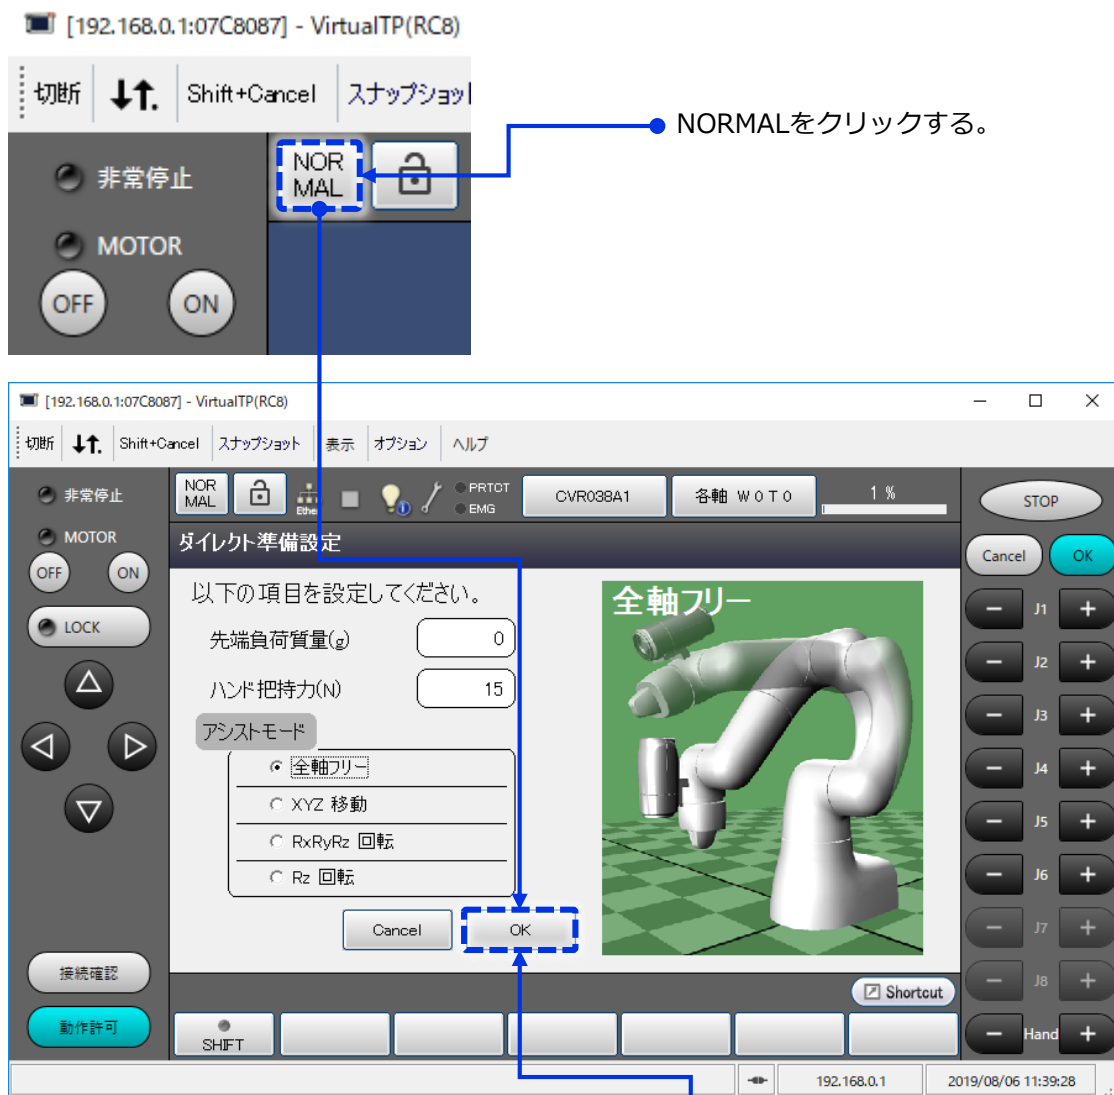 [192.168.0.1:07C8087] - VirtualTP(RC8)
切断 Shift+Cancel スナップショット
NORMALをクリックする。
非常停止
NOR
MAL
MOTOR
OFF ON
[192.168.0.1:07C8087] - VirtualTP(RC8)
切断 Shift+Cancel スナップショット 表示 オプション ヘルプ
非常停止
MOTOR
OFF ON
LOCK
接続確認
動作許可
NOR
MAL
PRTCT
EMG
CVR038A1
各軸 W0T0
1 %
ダイレクト準備設定
以下の項目を設定してください。
先端負荷質量(g) 0
ハンド把持力(N) 15
アシストモード
全軸フリー
XYZ 移動
RxRyRz 回転
Rz 回転
Cancel OK
全軸フリー
Shortcut
SHIFT
STOP
Cancel OK
− J1 +
− J2 +
− J3 +
− J4 +
− J5 +
− J6 +
− J7 +
− J8 +
− Hand +
192.168.0.1 2019/08/06 11:39:28